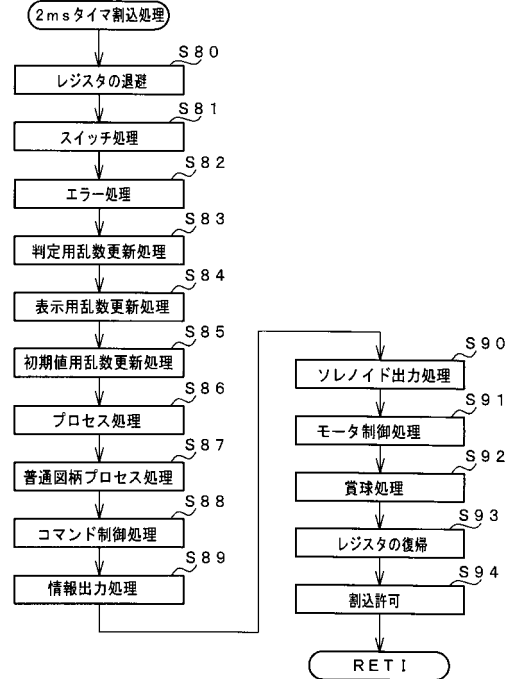 2msタイマ割込処理
S80
レジスタの退避
S81
スイッチ処理
S82
エラー処理
S83
判定用乱数更新処理
S84
表示用乱数更新処理
S85
初期値用乱数更新処理
S86
プロセス処理
S87
普通図柄プロセス処理
S88
コマンド制御処理
S89
情報出力処理
S90
ソレノイド出力処理
S91
モータ制御処理
S92
賞球処理
S93
レジスタの復帰
S94
割込許可
RETI